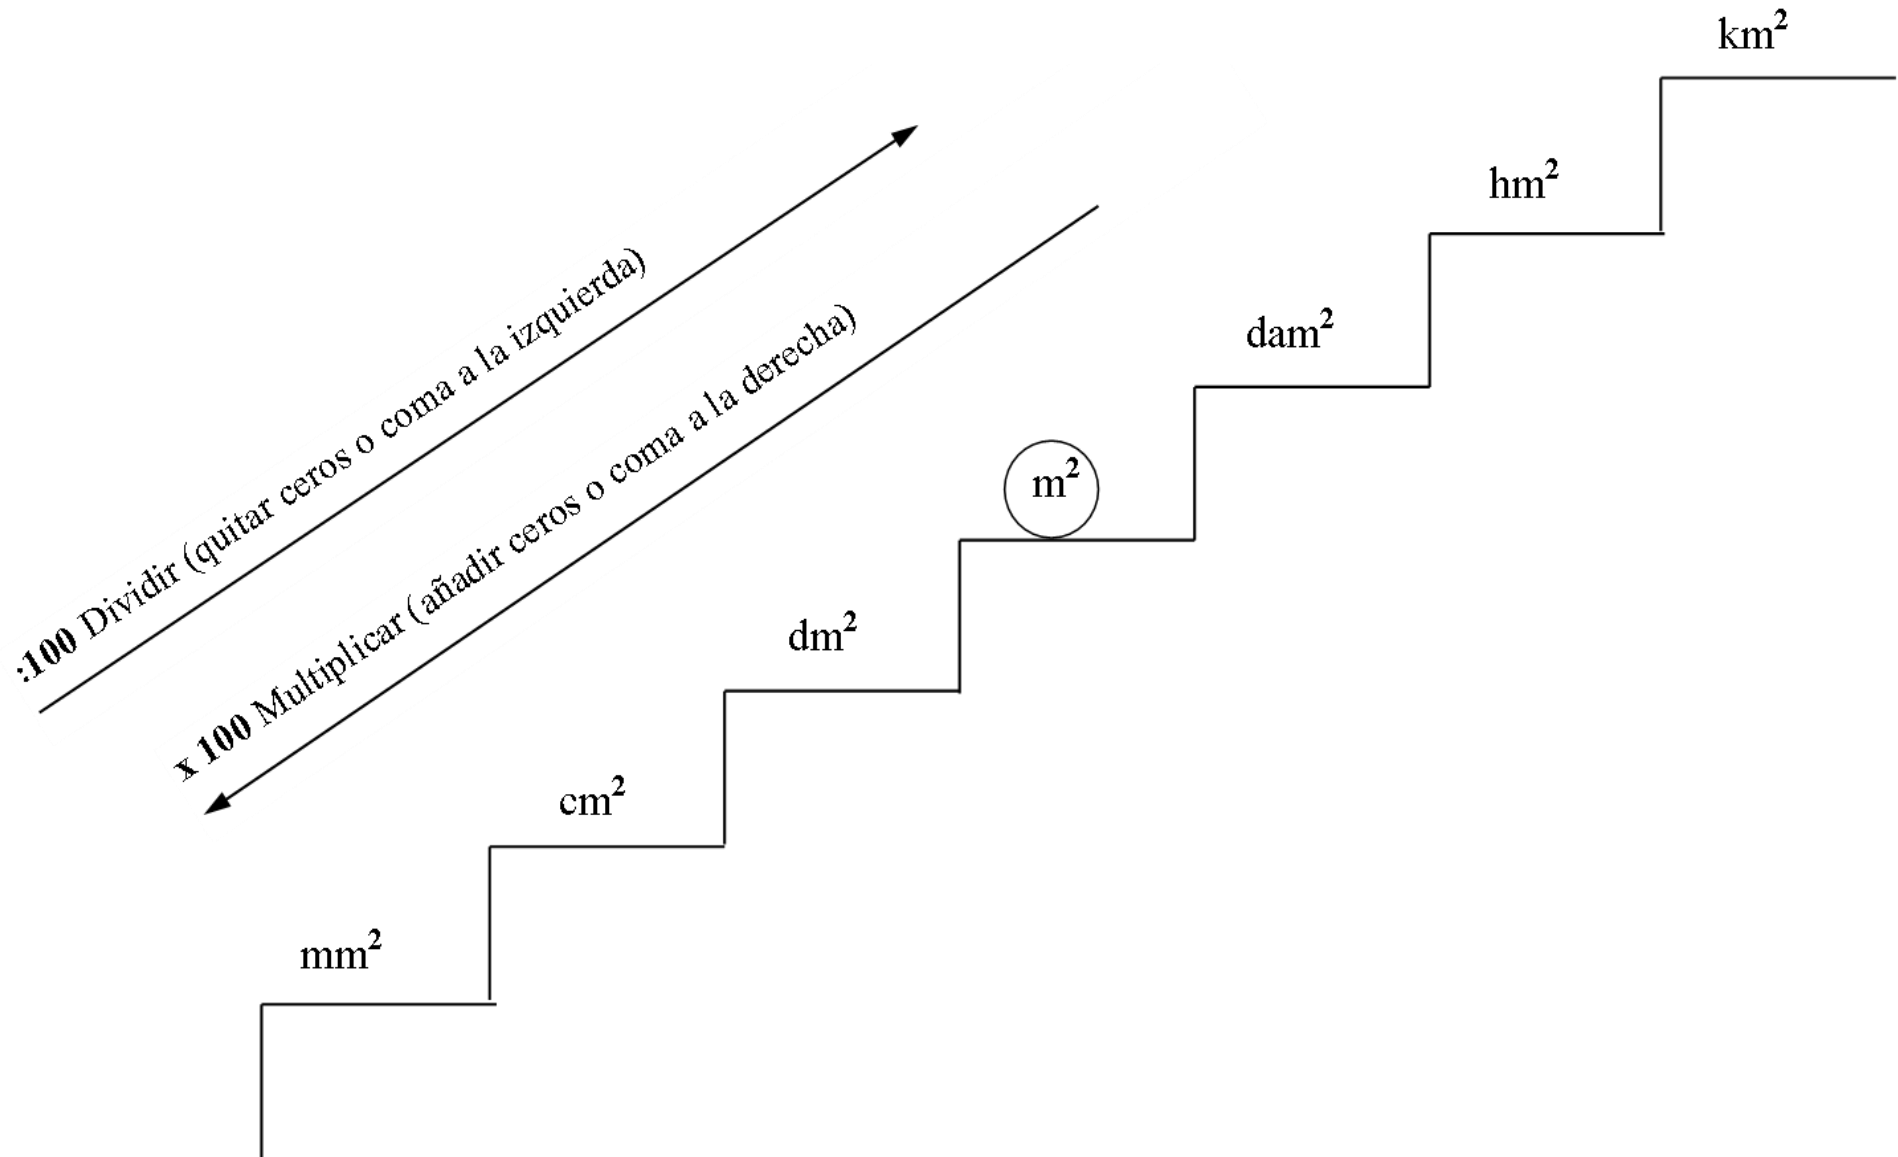 km²
hm²
dam²
m²
dm²
cm²
mm²
:100 Dividir (quitar ceros o coma a la izquierda)
x 100 Multiplicar (añadir ceros o coma a la derecha)